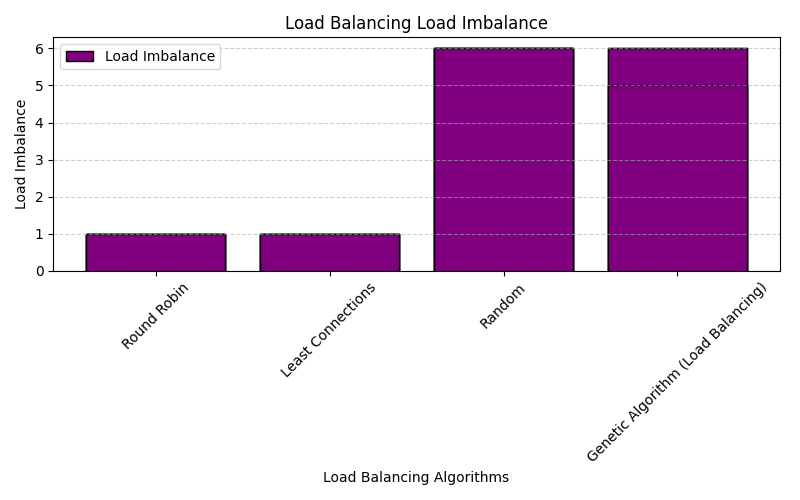 Load Balancing Load Imbalance
Load Imbalance
Load Imbalance
6
5
4
3
2
1
0
Round Robin
Least Connections
Random
Genetic Algorithm (Load Balancing)
Load Balancing Algorithms